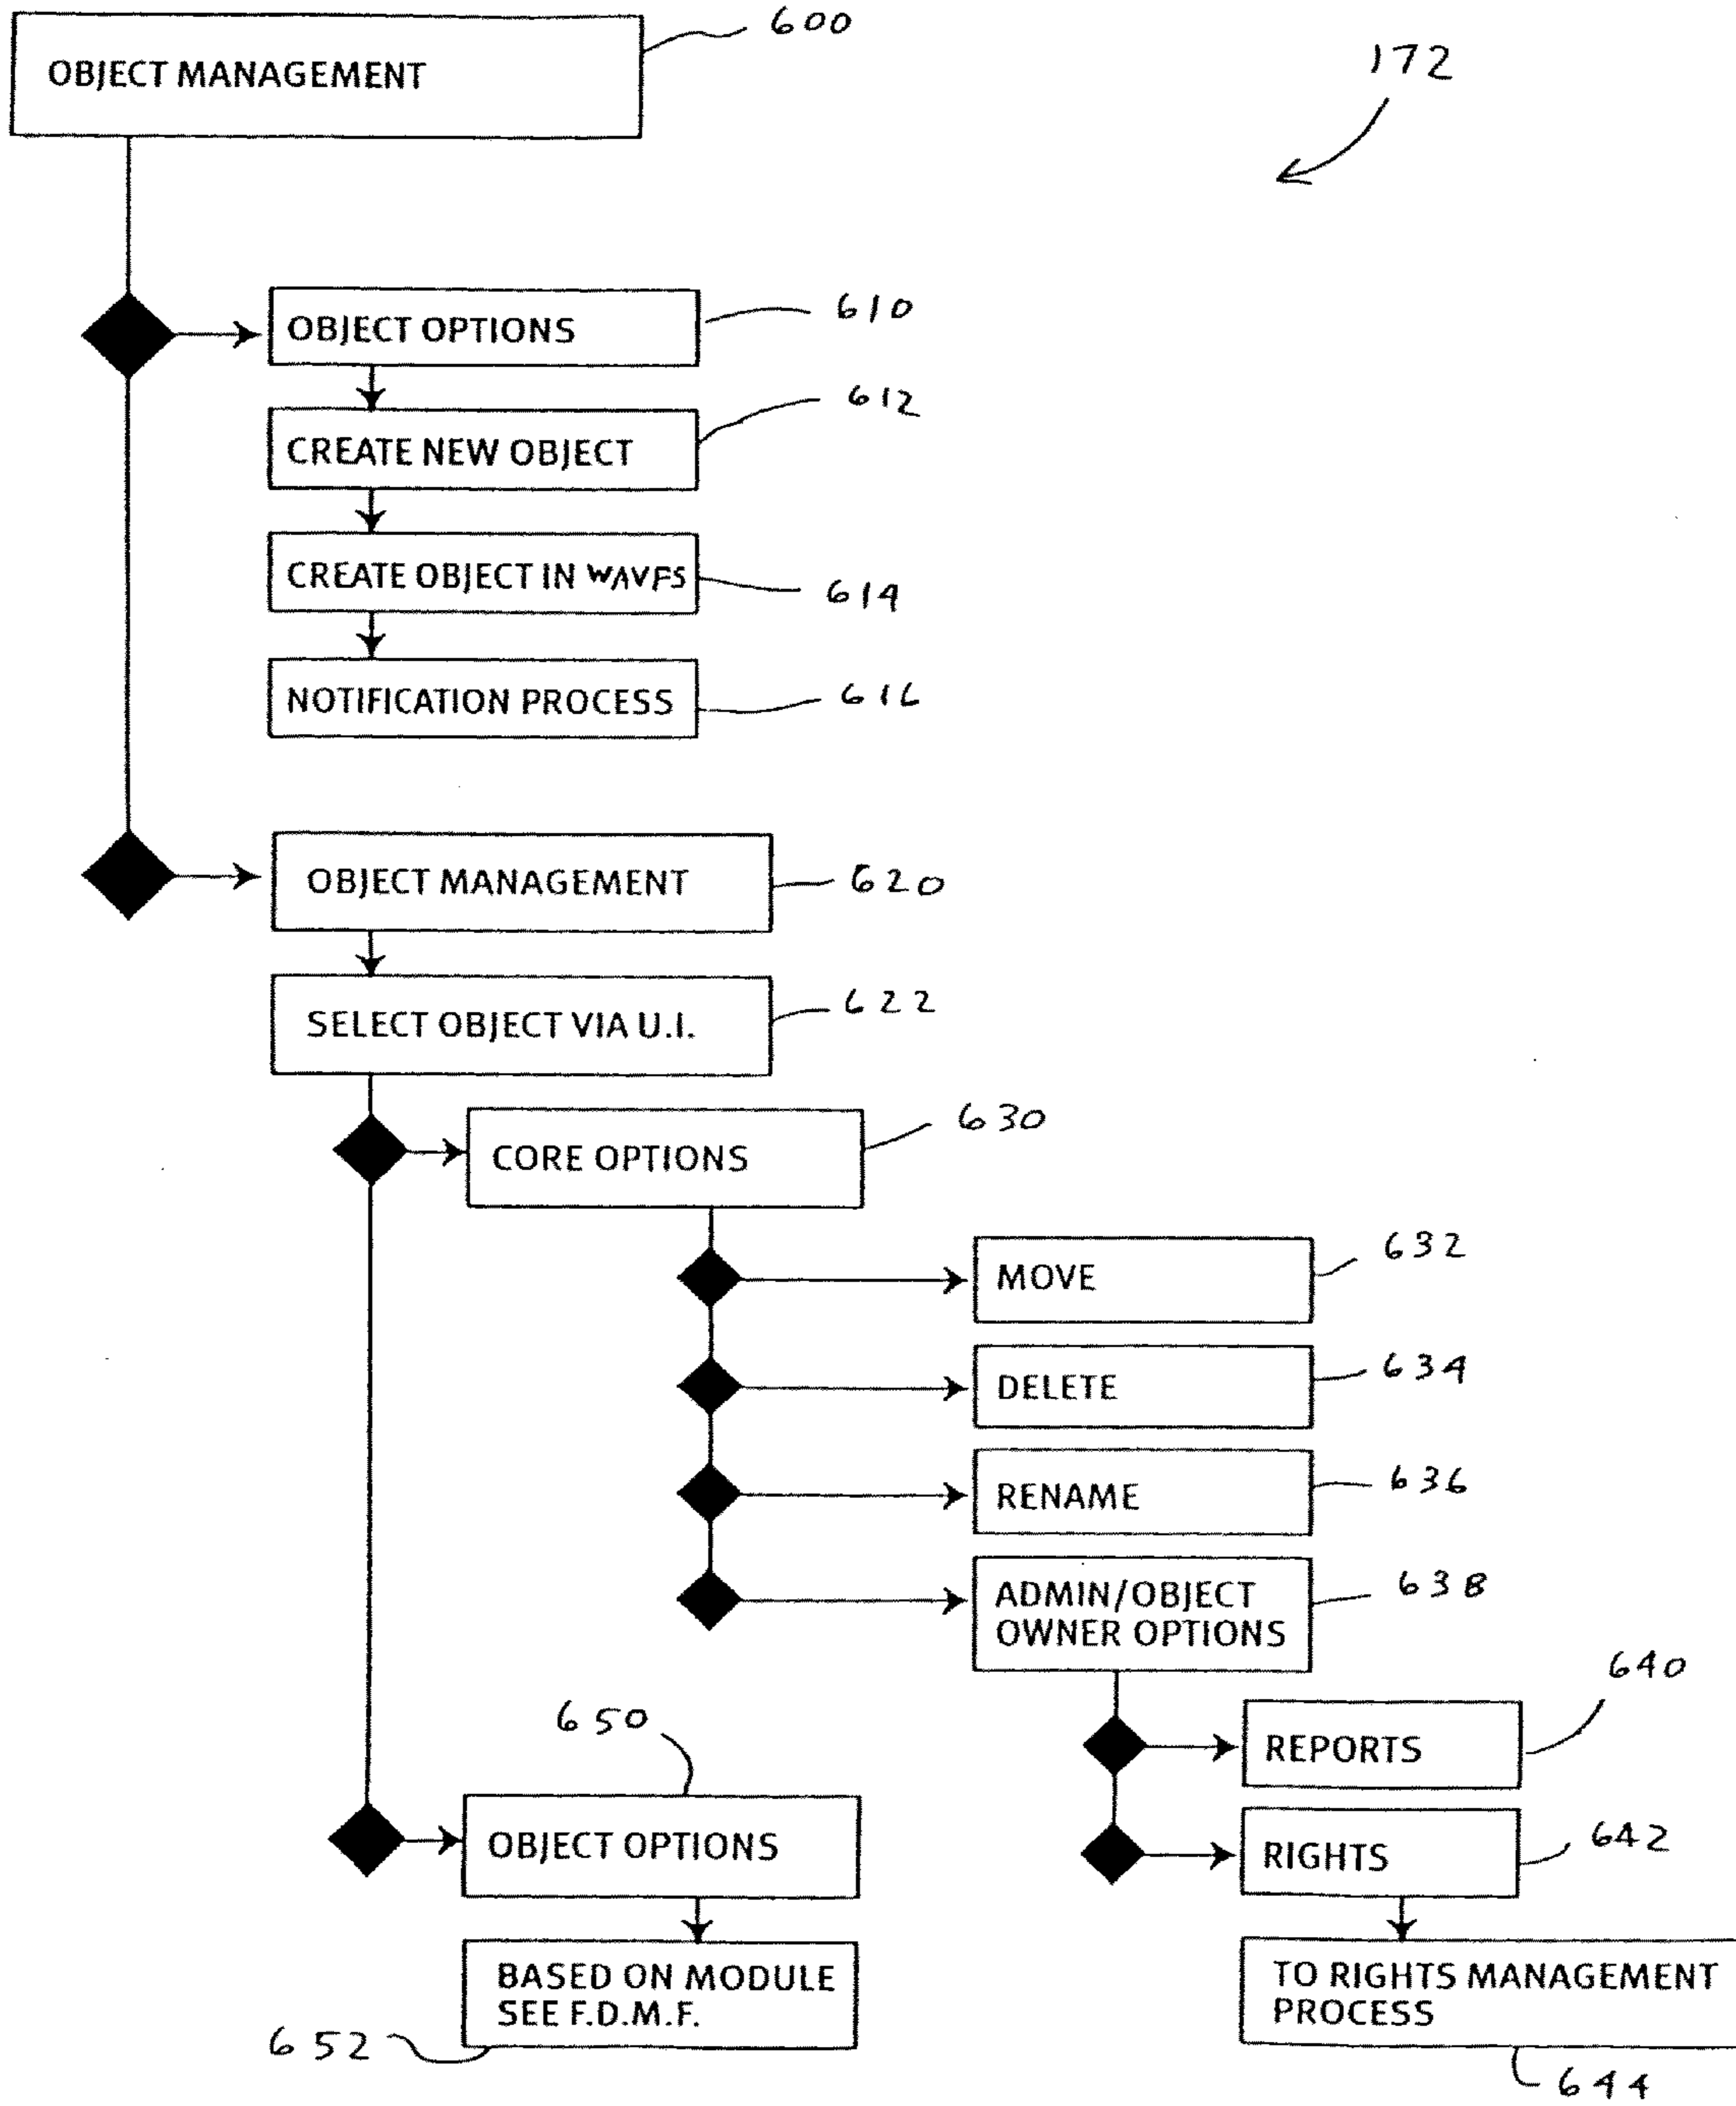 600
OBJECT MANAGEMENT
172
OBJECT OPTIONS
610
CREATE NEW OBJECT
612
CREATE OBJECT IN WAVFS
614
NOTIFICATION PROCESS
616
OBJECT MANAGEMENT
620
SELECT OBJECT VIA U.I.
622
CORE OPTIONS
630
MOVE
632
DELETE
634
RENAME
636
ADMIN/OBJECT
OWNER OPTIONS
638
REPORTS
640
RIGHTS
642
TO RIGHTS MANAGEMENT
PROCESS
644
650
OBJECT OPTIONS
BASED ON MODULE
SEE F.D.M.F.
652